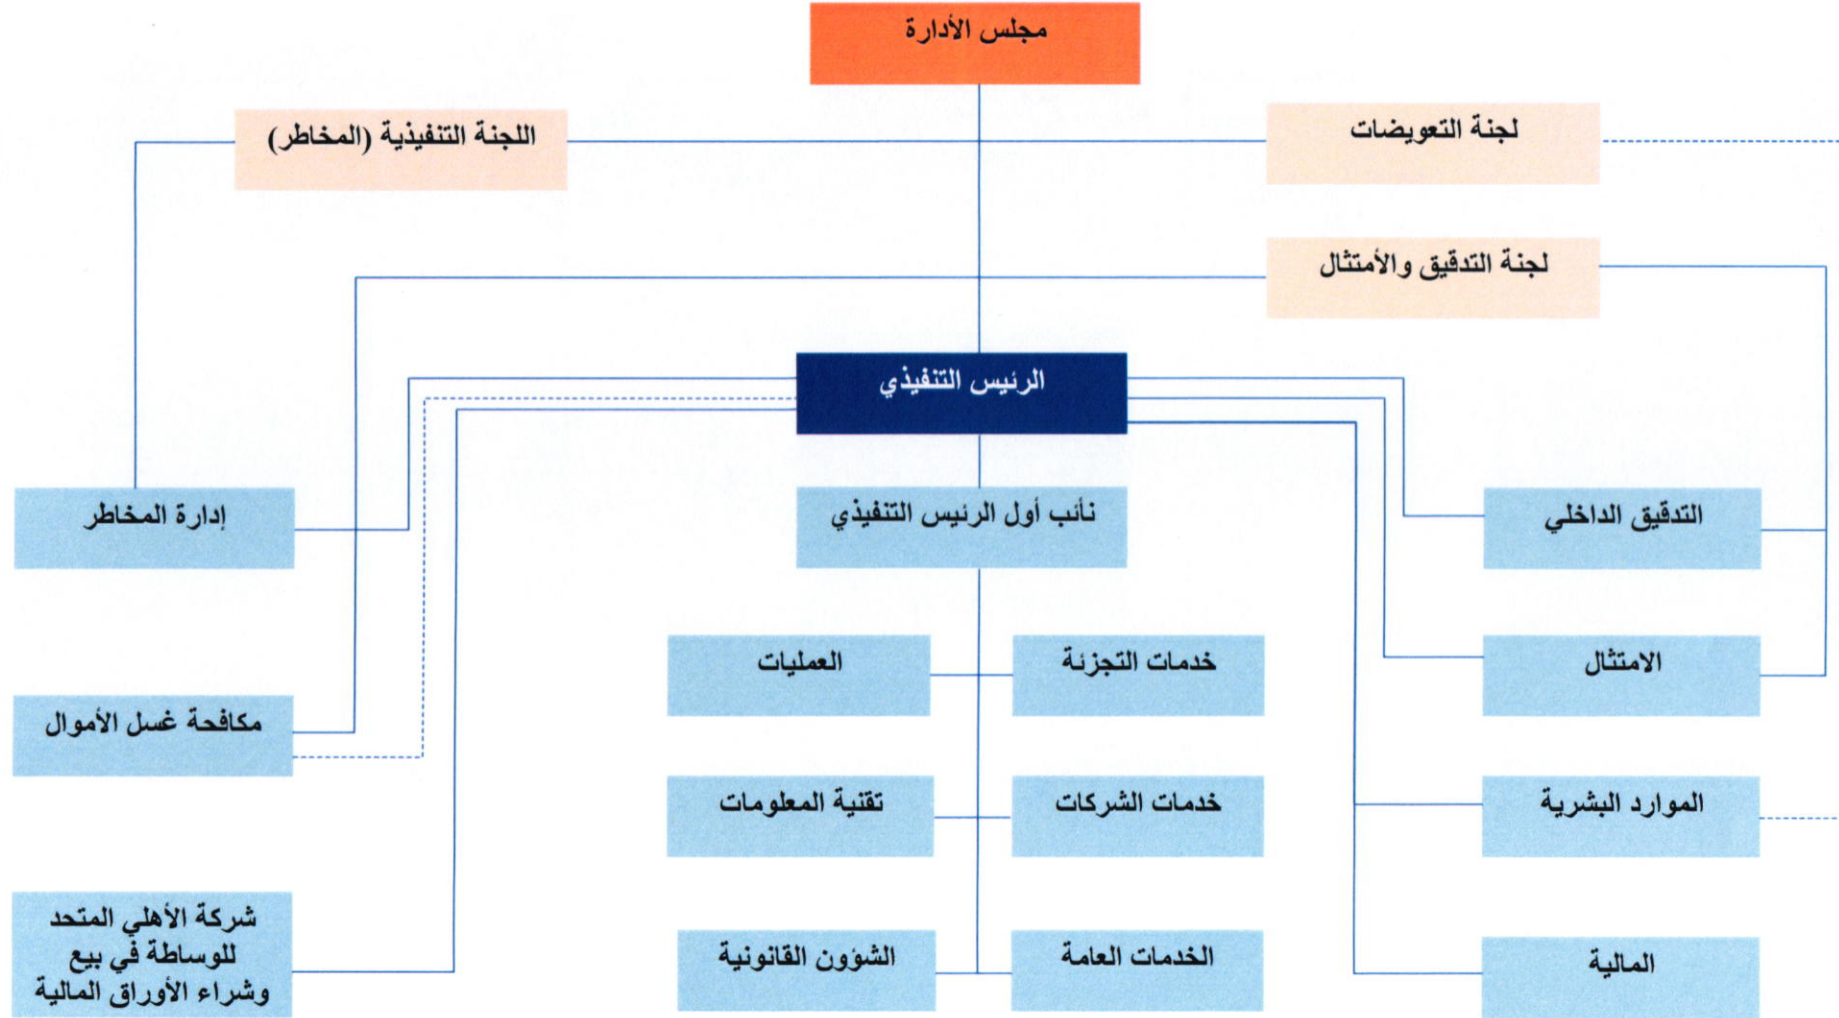 مجلس الأدارة
لجنة التعويضات
اللجنة التنفيذية (المخاطر)
لجنة التدقيق والأمتثال
الرئيس التنفيذي
التدقيق الداخلي
نائب أول الرئيس التنفيذي
إدارة المخاطر
الامتثال
خدمات التجزئة
العمليات
مكافحة غسل الأموال
الموارد البشرية
خدمات الشركات
تقنية المعلومات
المالية
الخدمات العامة
الشؤون القانونية
شركة الأهلي المتحد
للوساطة في بيع
وشراء الأوراق المالية